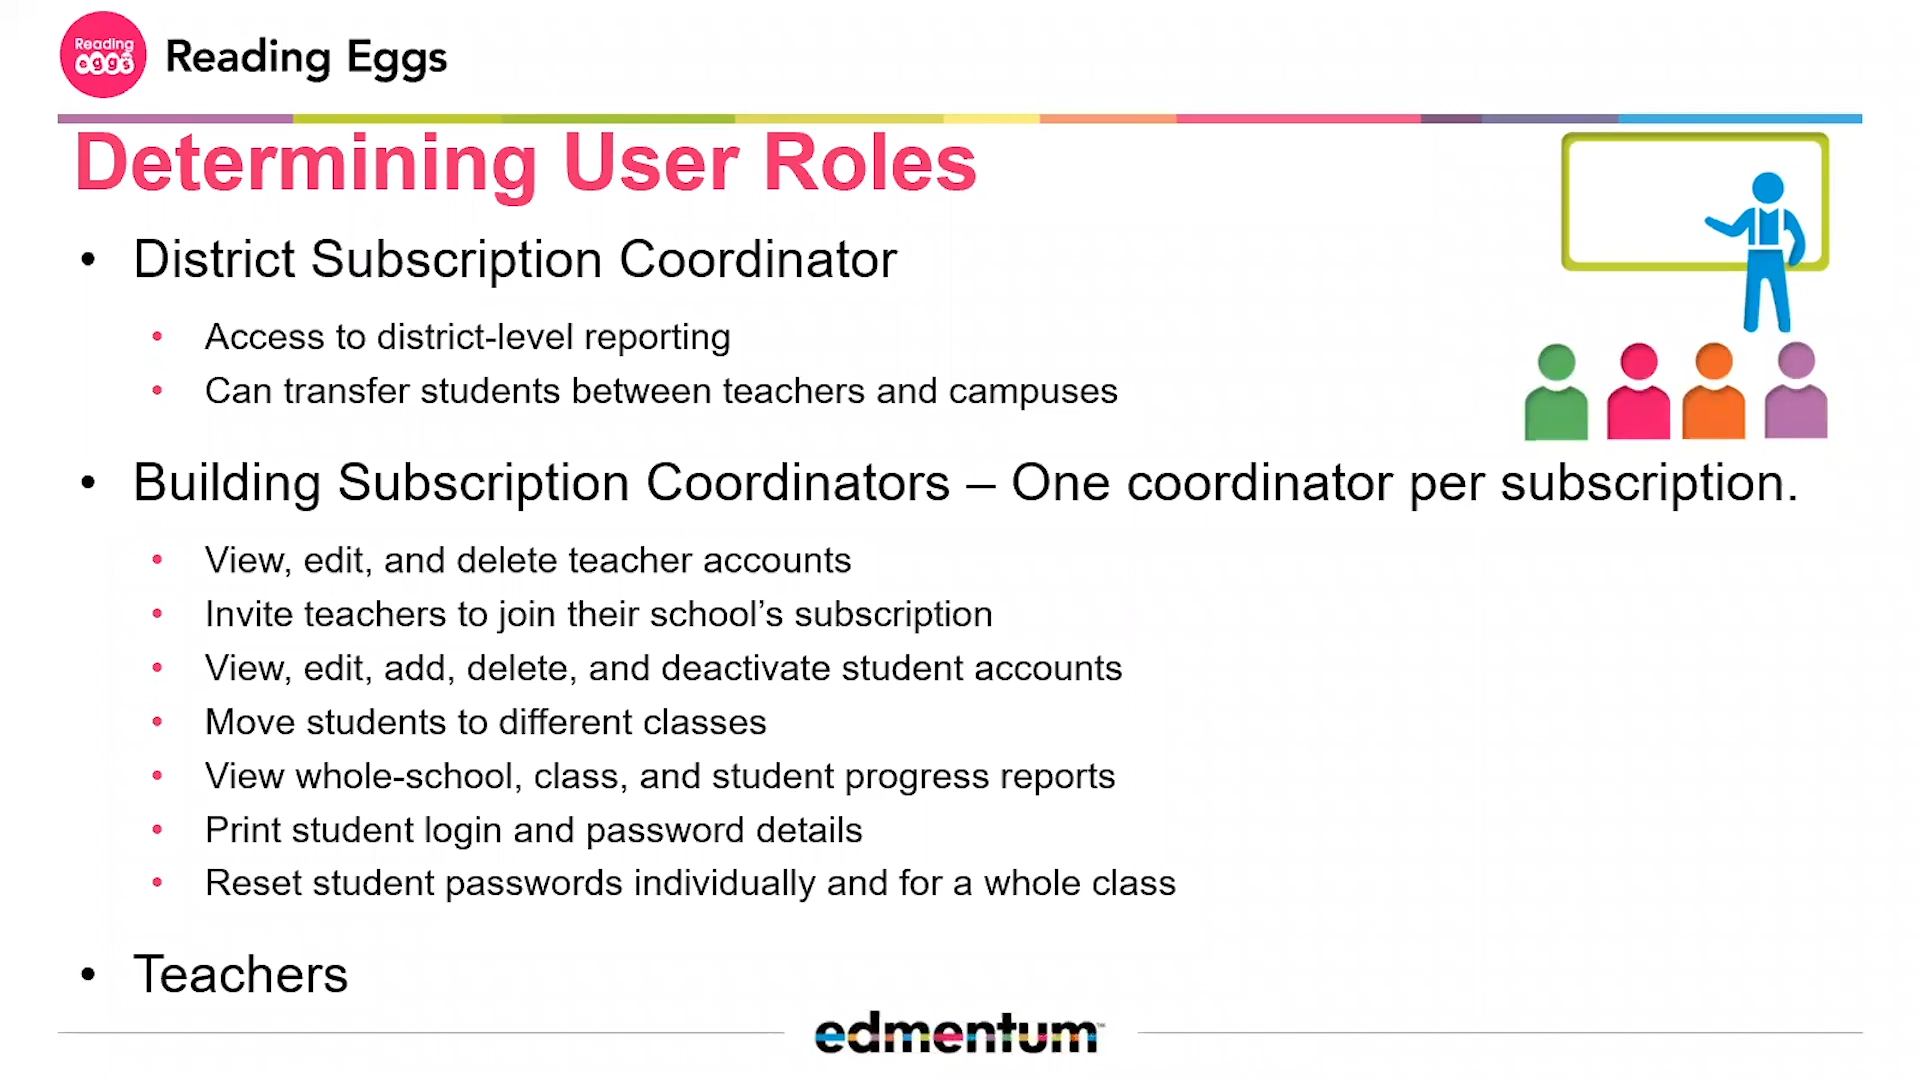 Reading
eggs
Reading Eggs
Determining User Roles
• District Subscription Coordinator
• Access to district-level reporting
• Can transfer students between teachers and campuses
• Building Subscription Coordinators – One coordinator per subscription.
• View, edit, and delete teacher accounts
• Invite teachers to join their school’s subscription
• View, edit, add, delete, and deactivate student accounts
• Move students to different classes
• View whole-school, class, and student progress reports
• Print student login and password details
• Reset student passwords individually and for a whole class
• Teachers
edmentum™